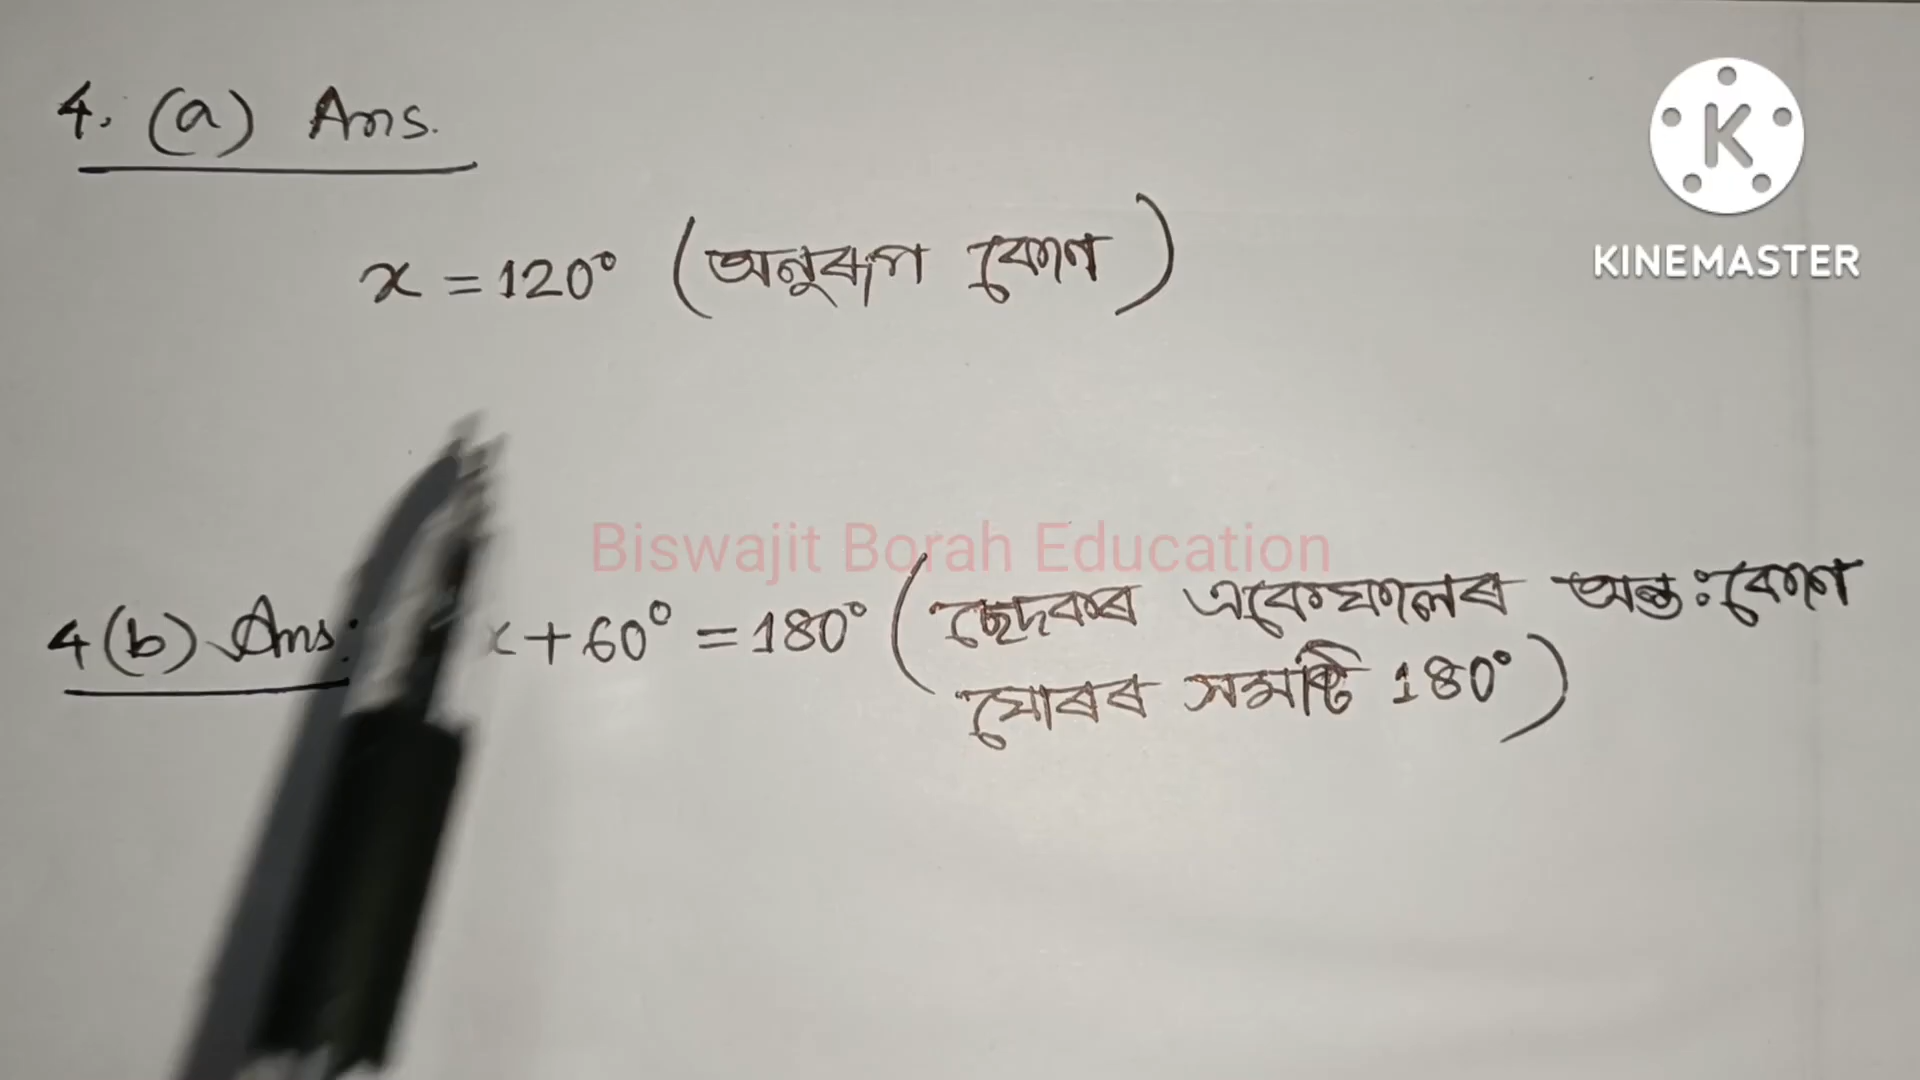 4. (a) Ans.
x = 120° (অনুৰূপ কোণ)
K
KINEMASTER
Biswajit Borah Education
4(b) Ans: x + 60° = 180° (ছেদকৰ একেফালৰ অন্তঃকোণ
যোৰৰ সমষ্টি 180°)